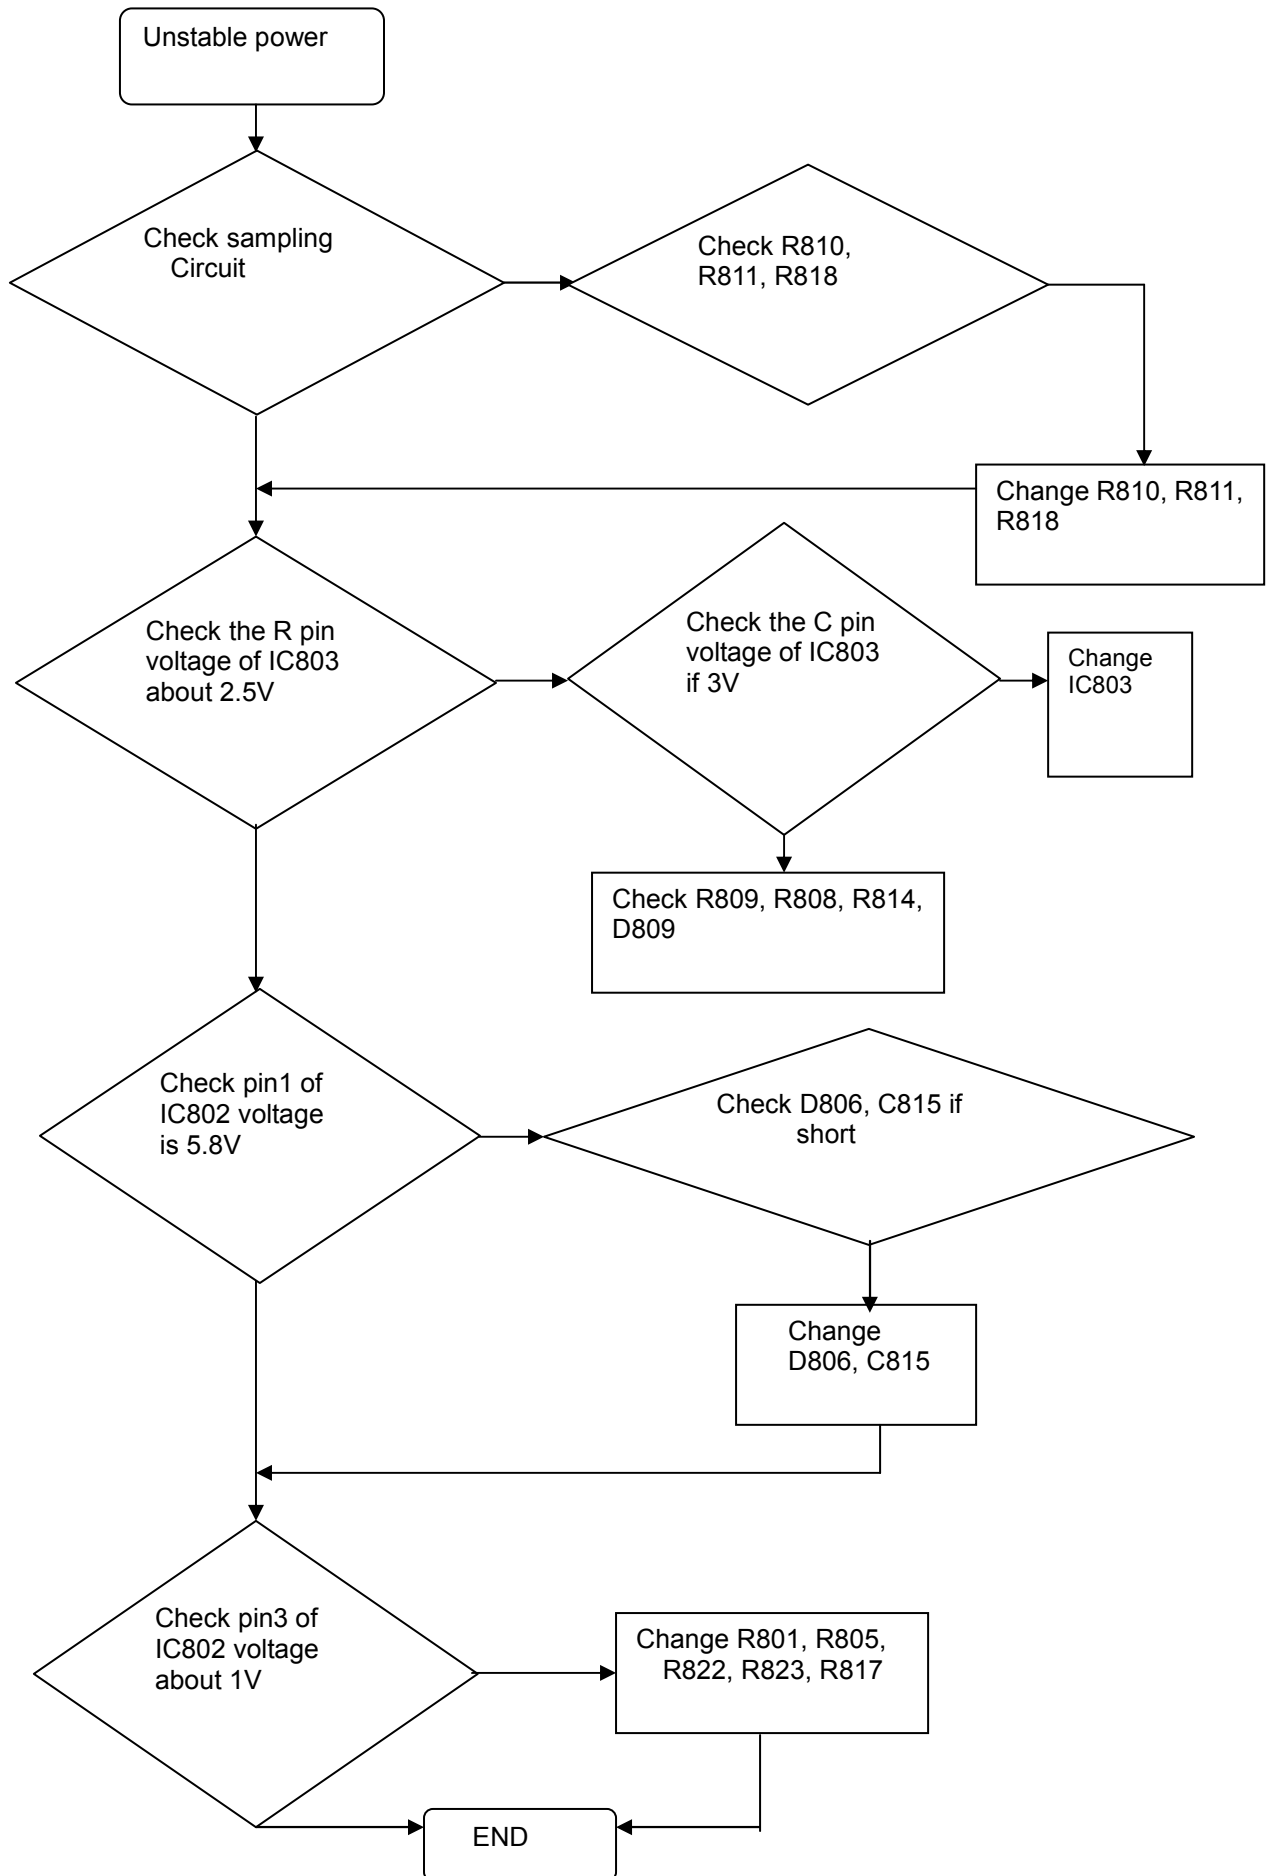 Unstable power
Check sampling
Circuit
Check R810,
R811, R818
Change R810, R811,
R818
Check the R pin
voltage of IC803
about 2.5V
Check the C pin
voltage of IC803
if 3V
Change
IC803
Check R809, R808, R814,
D809
Check pin1 of
IC802 voltage
is 5.8V
Check D806, C815 if
short
Change
D806, C815
Check pin3 of
IC802 voltage
about 1V
Change R801, R805,
R822, R823, R817
END